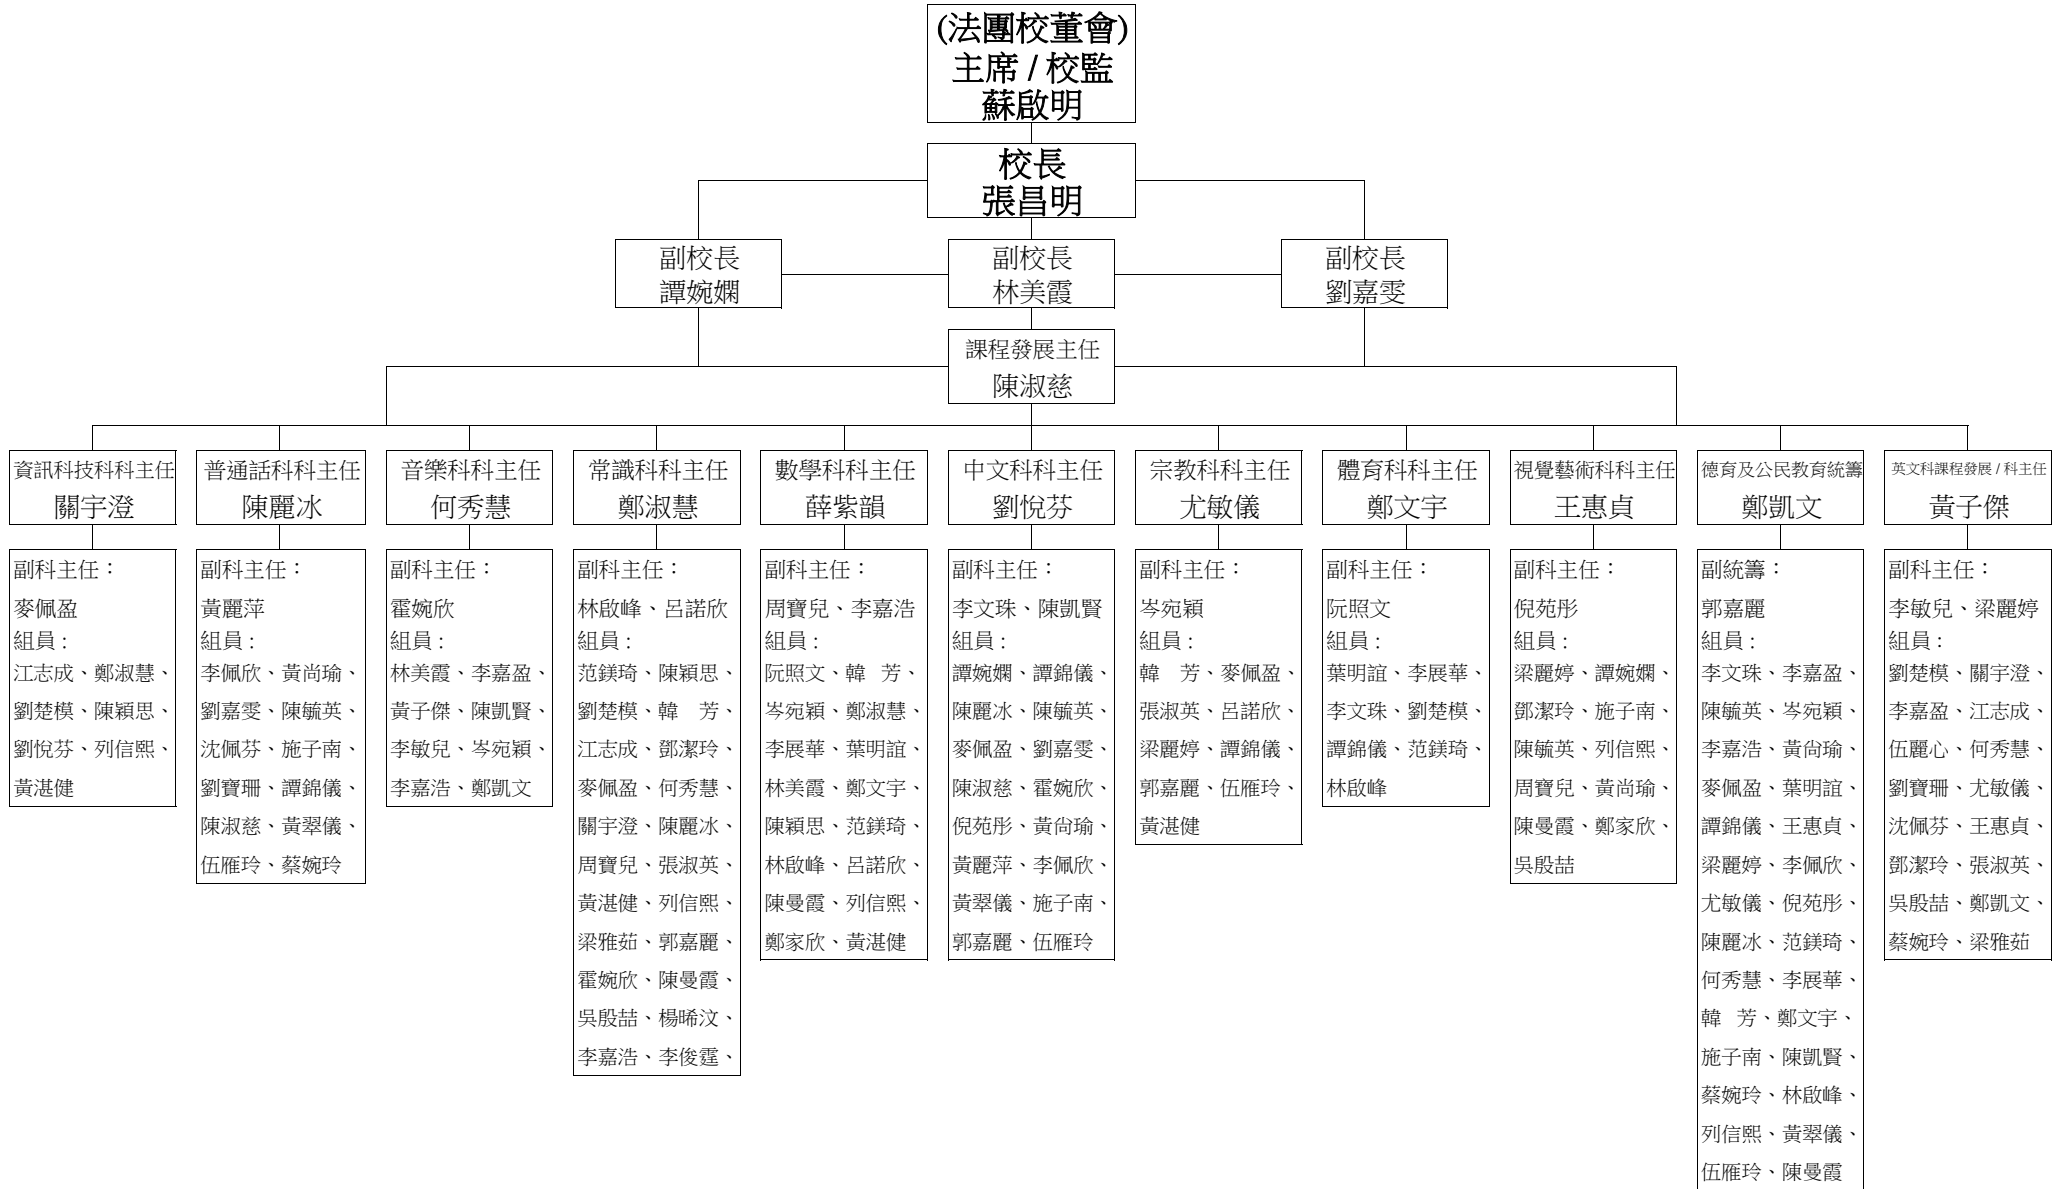 (法團校董會)
主席 / 校監
蘇啟明
校長
張昌明
副校長
譚婉嫻
副校長
林美霞
副校長
劉嘉雯
課程發展主任
陳淑慈
資訊科技科科主任
關宇澄
普通話科科主任
陳麗冰
音樂科科主任
何秀慧
常識科科主任
鄭淑慧
數學科科主任
薛紫韻
中文科科主任
劉悅芬
宗教科科主任
尤敏儀
體育科科主任
鄭文宇
視覺藝術科科主任
王惠貞
德育及公民教育統籌
鄭凱文
英文科課程發展 / 科主任
黃子傑
副科主任：
麥佩盈
組員：
江志成、鄭淑慧、
劉楚模、陳穎思、
劉悅芬、列信熙、
黃湛健
副科主任：
黃麗萍
組員：
李佩欣、黃尚瑜、
劉嘉雯、陳毓英、
沈佩芬、施子南、
劉寶珊、譚錦儀、
陳淑慈、黃翠儀、
伍雁玲、蔡婉玲
副科主任：
霍婉欣
組員：
林美霞、李嘉盈、
黃子傑、陳凱賢、
李敏兒、岑宛穎、
李嘉浩、鄭凱文
副科主任：
林啟峰、呂諾欣
組員：
范鎂琦、陳穎思、
劉楚模、韓　芳、
江志成、鄧潔玲、
麥佩盈、何秀慧、
關宇澄、陳麗冰、
周寶兒、張淑英、
黃湛健、列信熙、
梁雅茹、郭嘉麗、
霍婉欣、陳曼霞、
吳殷喆、楊晞汶、
李嘉浩、李俊霆、
副科主任：
周寶兒、李嘉浩
組員：
阮照文、韓　芳、
岑宛穎、鄭淑慧、
李展華、葉明誼、
林美霞、鄭文宇、
陳穎思、范鎂琦、
林啟峰、呂諾欣、
陳曼霞、列信熙、
鄭家欣、黃湛健
副科主任：
李文珠、陳凱賢
組員：
譚婉嫻、譚錦儀、
陳麗冰、陳毓英、
麥佩盈、劉嘉雯、
陳淑慈、霍婉欣、
倪苑彤、黃尚瑜、
黃麗萍、李佩欣、
黃翠儀、施子南、
郭嘉麗、伍雁玲
副科主任：
岑宛穎
組員：
韓　芳、麥佩盈、
張淑英、呂諾欣、
梁麗婷、譚錦儀、
郭嘉麗、伍雁玲、
黃湛健
副科主任：
阮照文
組員：
葉明誼、李展華、
李文珠、劉楚模、
譚錦儀、范鎂琦、
林啟峰
副科主任：
倪苑彤
組員：
梁麗婷、譚婉嫻、
鄧潔玲、施子南、
陳毓英、列信熙、
周寶兒、黃尚瑜、
陳曼霞、鄭家欣、
吳殷喆
副統籌：
郭嘉麗
組員：
李文珠、李嘉盈、
陳毓英、岑宛穎、
李嘉浩、黃尚瑜、
麥佩盈、葉明誼、
譚錦儀、王惠貞、
梁麗婷、李佩欣、
尤敏儀、倪苑彤、
陳麗冰、范鎂琦、
何秀慧、李展華、
韓　芳、鄭文宇、
施子南、陳凱賢、
蔡婉玲、林啟峰、
列信熙、黃翠儀、
伍雁玲、陳曼霞
副科主任：
李敏兒、梁麗婷
組員：
劉楚模、關宇澄、
李嘉盈、江志成、
伍麗心、何秀慧、
劉寶珊、尤敏儀、
沈佩芬、王惠貞、
鄧潔玲、張淑英、
吳殷喆、鄭凱文、
蔡婉玲、梁雅茹